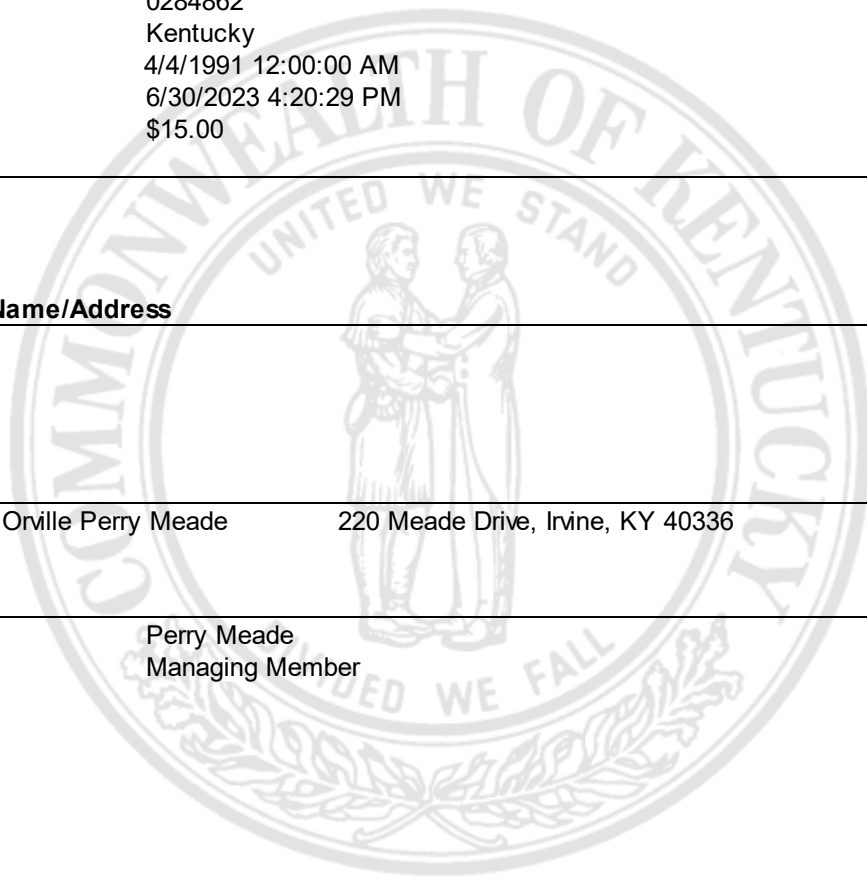 0284862
Kentucky
4/4/1991 12:00:00 AM
6/30/2023 4:20:29 PM
$15.00
Name/Address
Orville Perry Meade 220 Meade Drive, Irvine, KY 40336
Perry Meade
Managing Member
COMMONWEALTH OF KENTUCKY
UNITED WE STAND
DIVIDED WE FALL